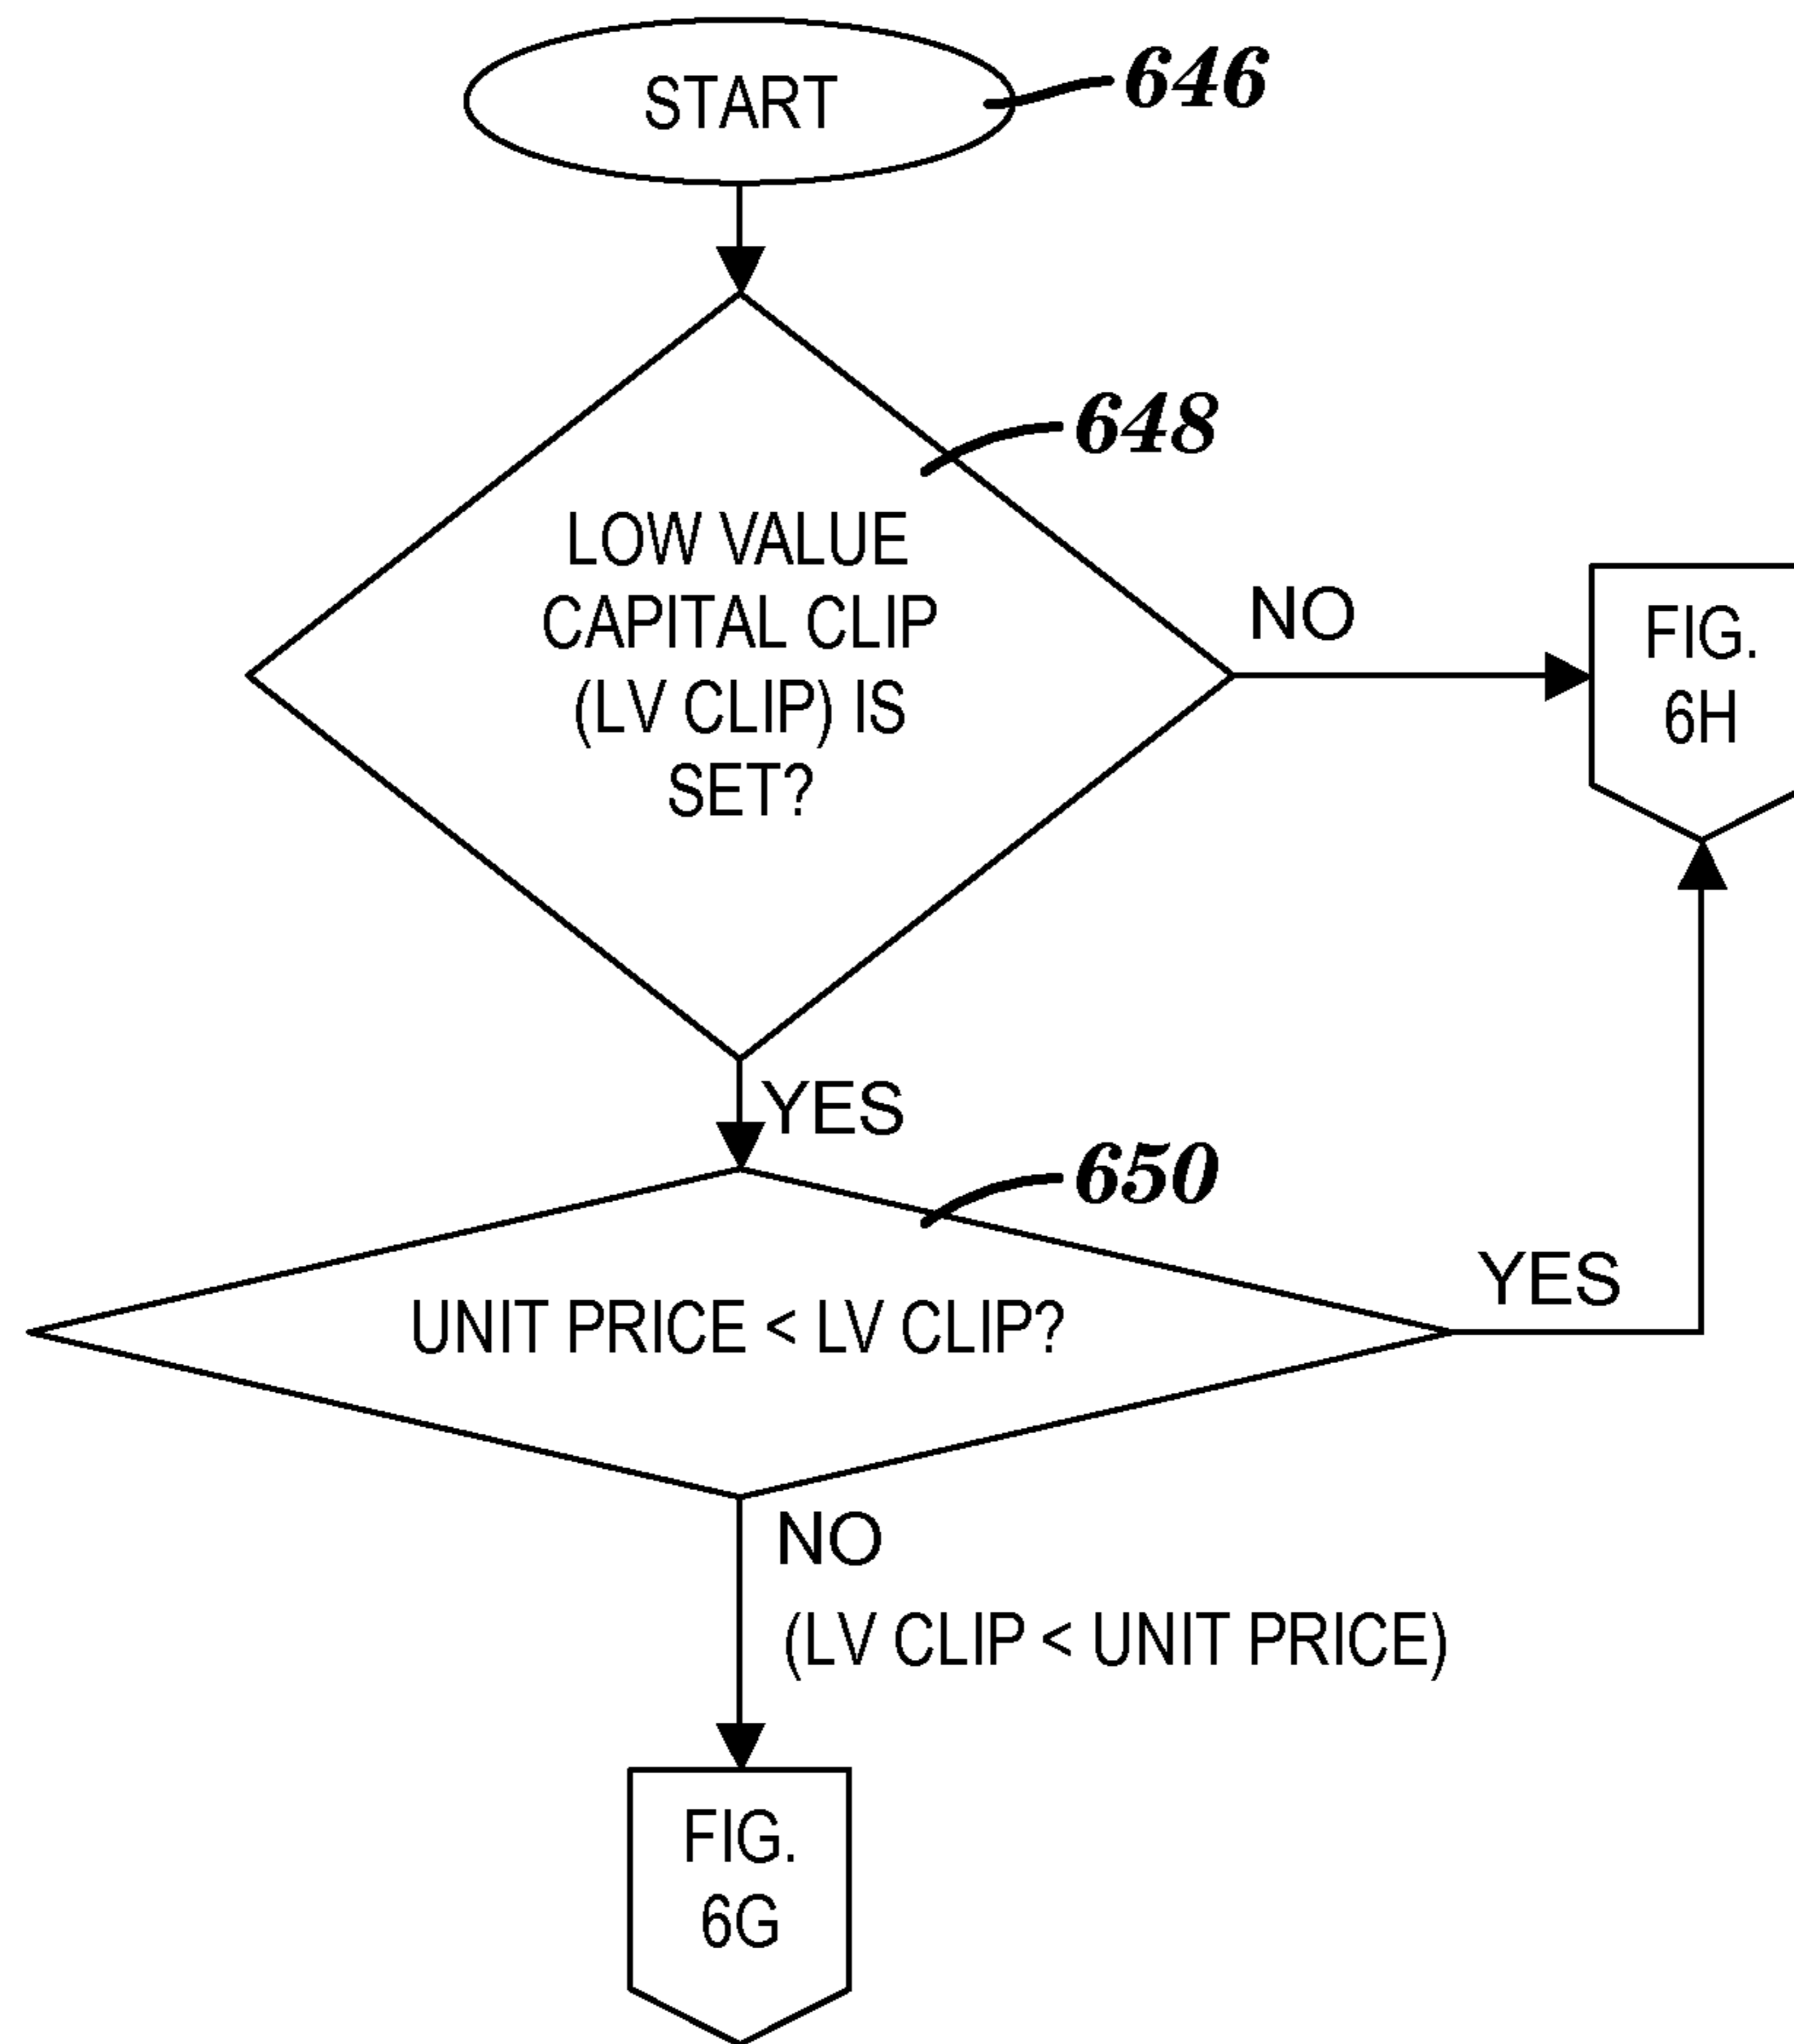 START
646
648
LOW VALUE
CAPITAL CLIP
(LV CLIP) IS
SET?
NO
FIG.
6H
YES
650
UNIT PRICE < LV CLIP?
YES
NO
(LV CLIP < UNIT PRICE)
FIG.
6G